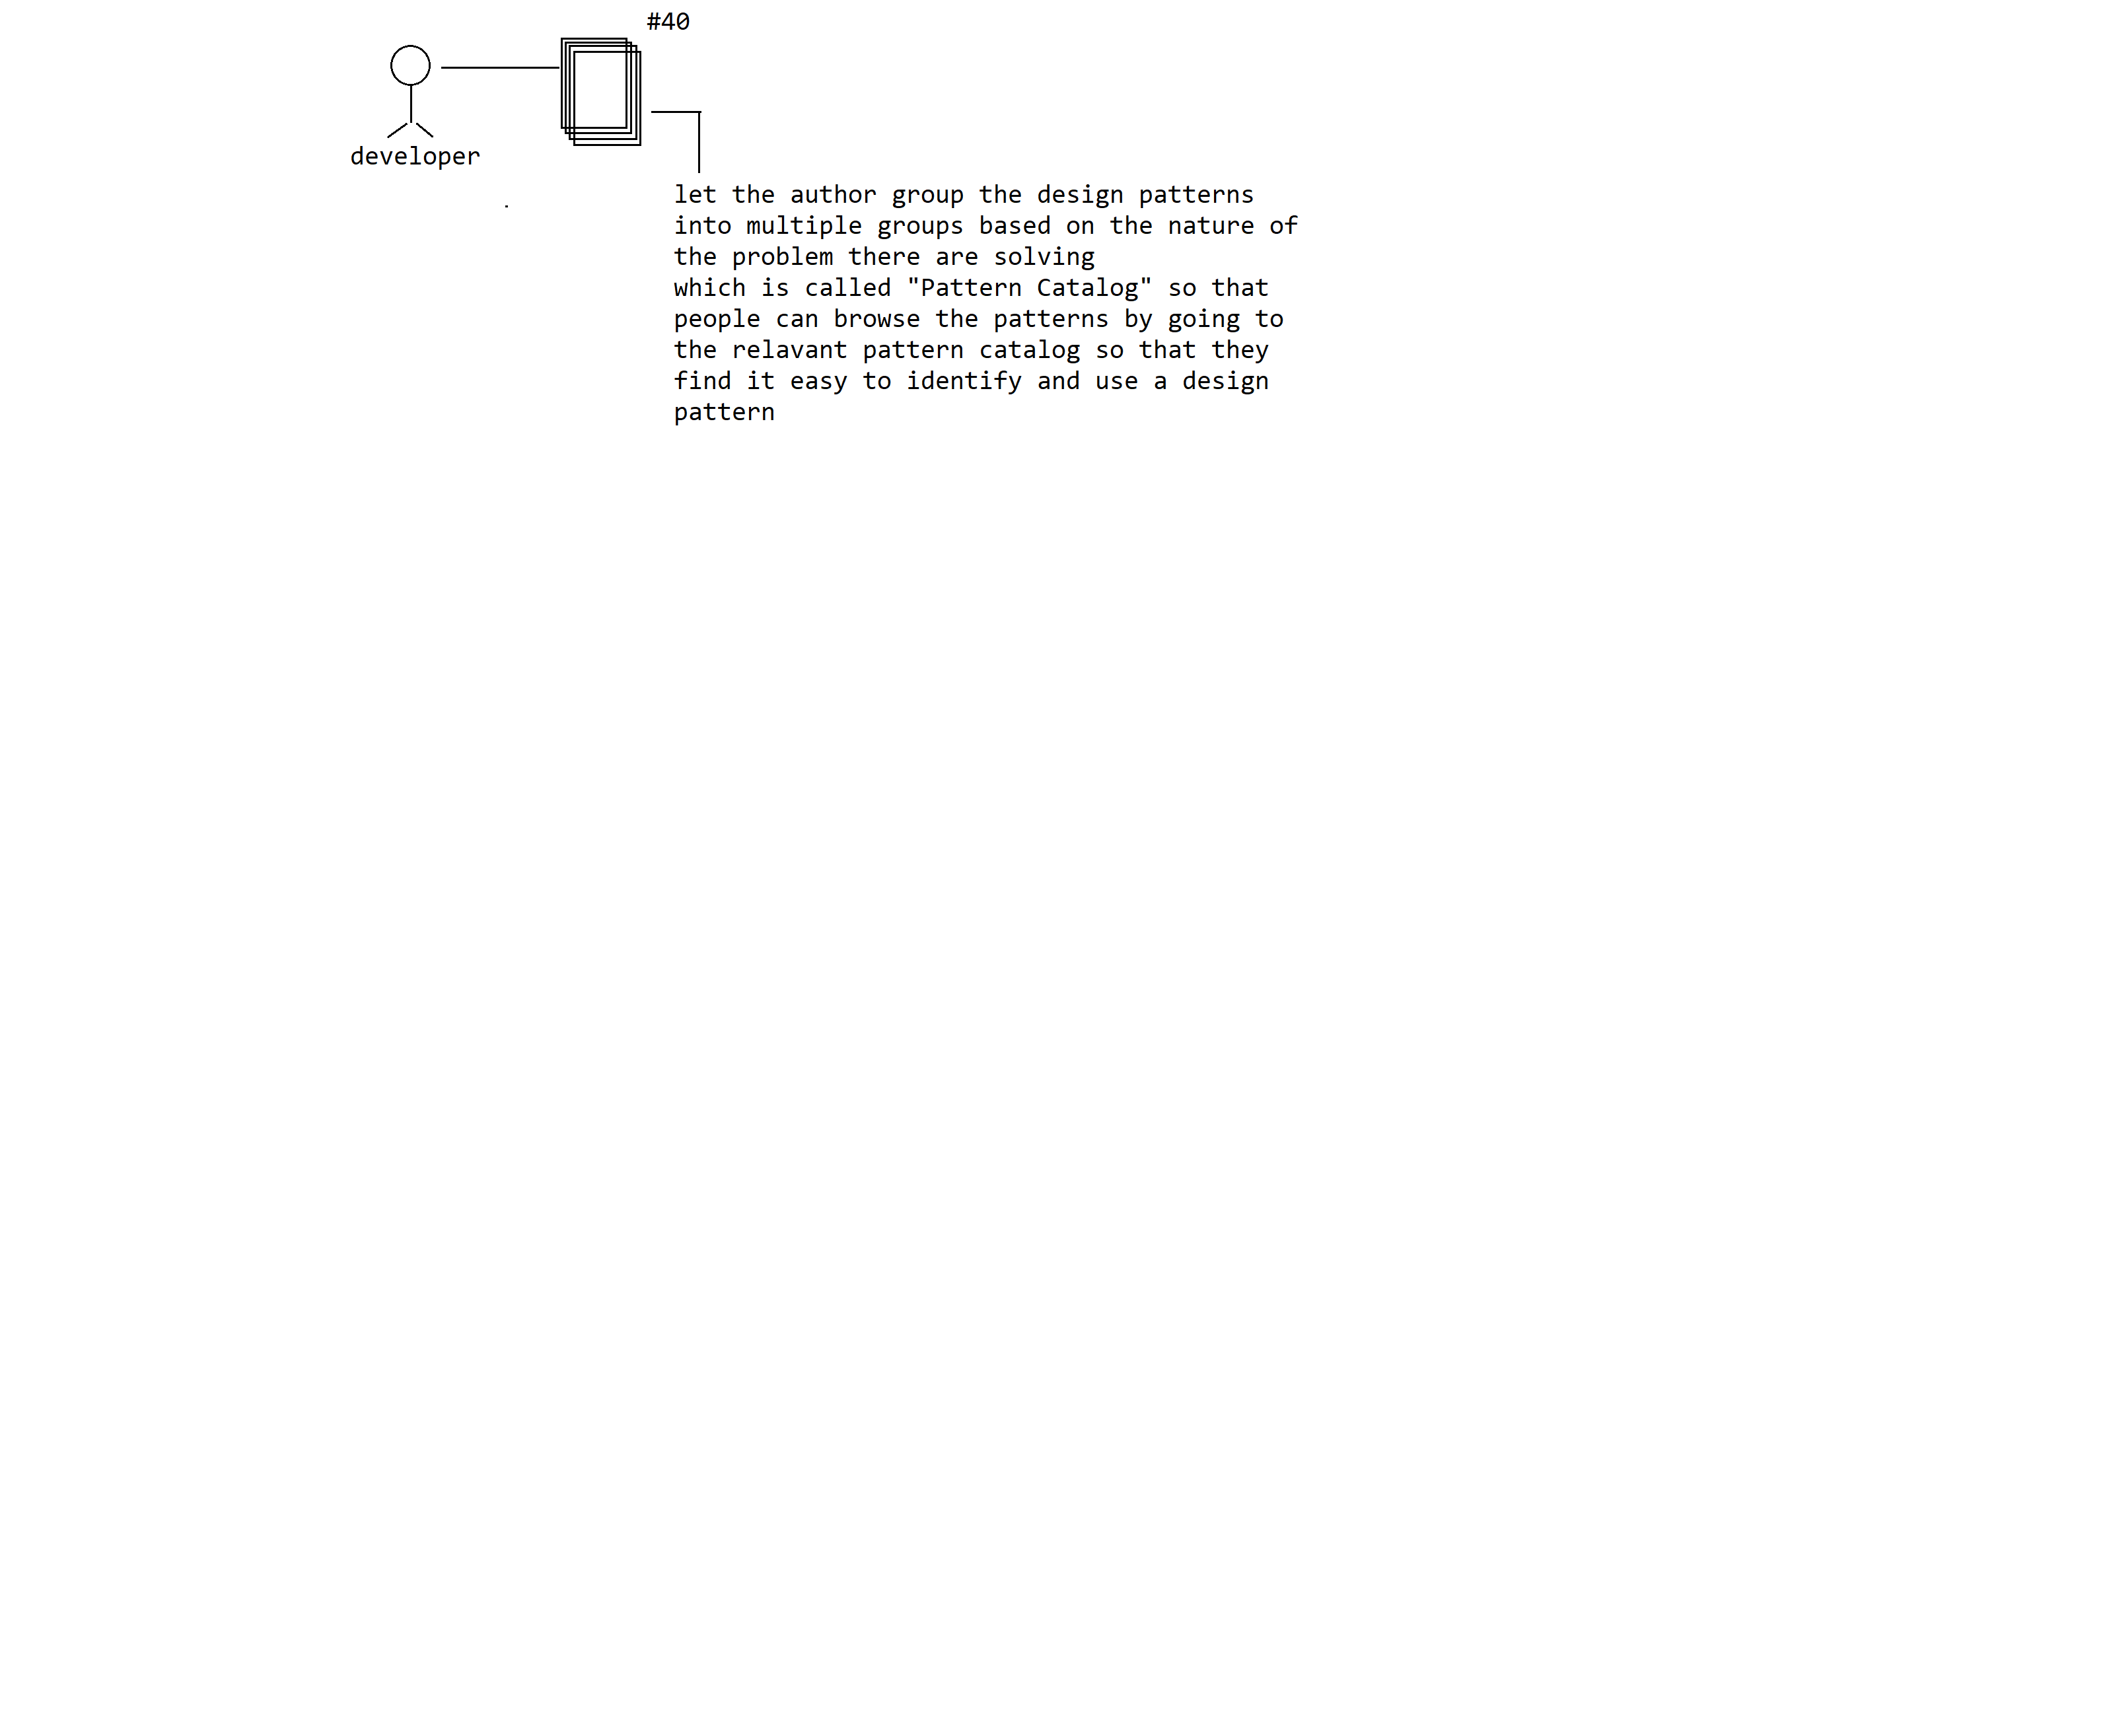 #40
developer
let the author group the design patterns
into multiple groups based on the nature of
the problem there are solving
which is called "Pattern Catalog" so that
people can browse the patterns by going to
the relavant pattern catalog so that they
find it easy to identify and use a design
pattern